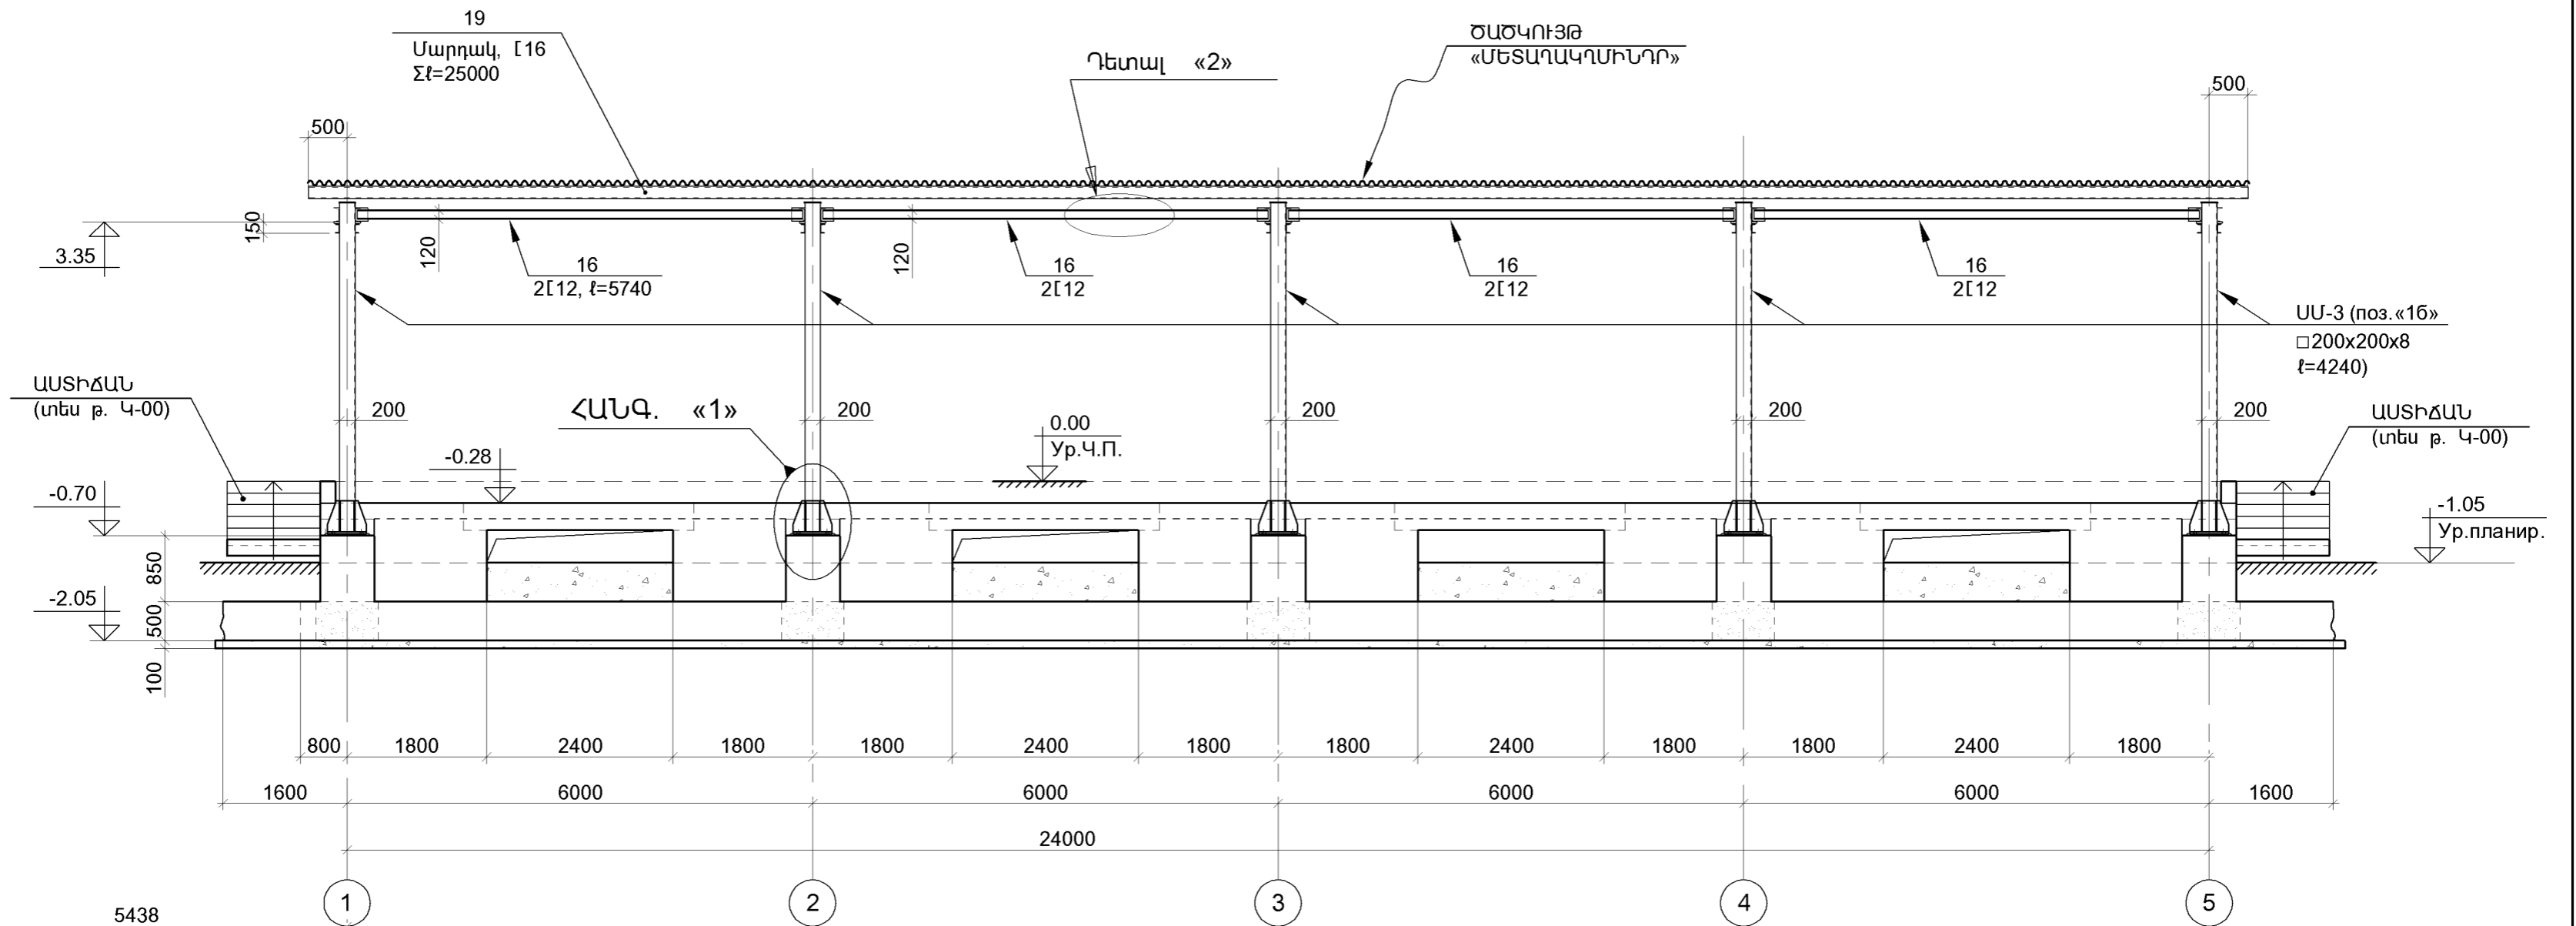 19
Մարդակ, [16
Σℓ=25000
Դետալ «2»
ԾԱԾԿՈՒՅԹ
«ՄԵՏԱՂԱԿՂՄԻՆԴՐ»
500
500
150
3.35
120
120
16
2[12, ℓ=5740
16
2[12
16
2[12
16
2[12
ՍՄ-3 (поз.«1б»
□200x200x8
ℓ=4240)
ԱՍՏԻՃԱՆ
(տես թ. Կ-00)
200
ՀԱՆԳ. «1»
200
200
200
200
ԱՍՏԻՃԱՆ
(տես թ. Կ-00)
0.00
Ур.Ч.П.
-0.28
-0.70
-1.05
Ур.планир.
850
-2.05
500
100
800 1800 2400 1800 1800 2400 1800 1800 2400 1800 1800 2400 1800
1600 6000 6000 6000 6000 1600
24000
1 2 3 4 5
5438